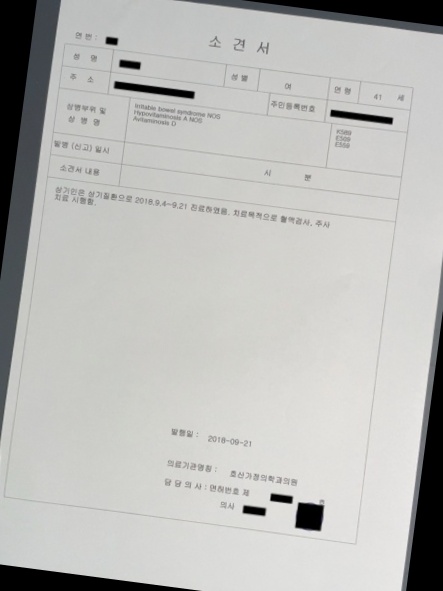 소 견 서
연 번 :
성 명 성 별 여 연 령 41 세
주 소 주민등록번호
상병부위 및
상 병 명
Irritable bowel syndrome NOS
Hypovitaminosis A NOS
Avitaminosis D
K589
E509
E559
발병 (신고) 일시 시 분
소견서 내용
상기인은 상기질환으로 2018.9.4~9.21 진료하였음. 치료목적으로 혈액검사, 주사
치료 시행함.
발행일 : 2018-09-21
의료기관명칭 : 호산가정의학과의원
담 당 의 사 : 면허번호 제
의사